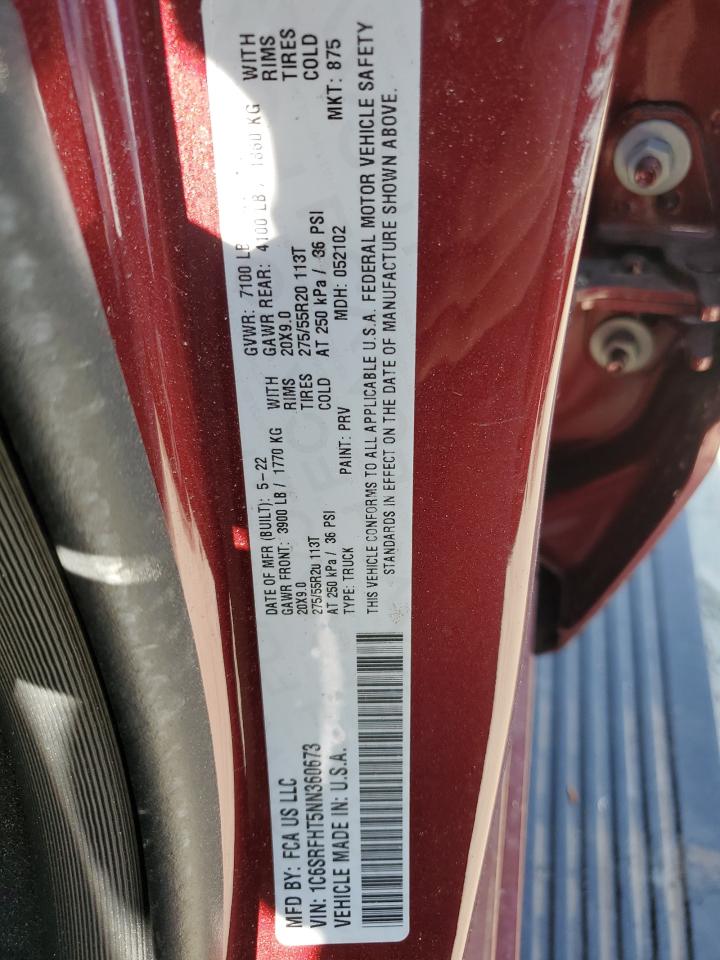 MFD BY: FCA US LLC
VIN: 1C6SRFHT5NN360673
VEHICLE MADE IN: U.S.A.
DATE OF MFR (BUILT): 5-22
GAWR FRONT: 3900 LB / 1770 KG WITH
20X9.0 RIMS
275/55R20 113T TIRES
AT 250 kPa / 36 PSI COLD
TYPE: TRUCK PAINT: PRV
GVWR: 7100 LB
GAWR REAR: 4100 LB / 1860 KG WITH
20X9.0 RIMS
275/55R20 113T TIRES
AT 250 kPa / 36 PSI COLD
MDH: 052102 MKT: 875
THIS VEHICLE CONFORMS TO ALL APPLICABLE U.S.A. FEDERAL MOTOR VEHICLE SAFETY
STANDARDS IN EFFECT ON THE DATE OF MANUFACTURE SHOWN ABOVE.